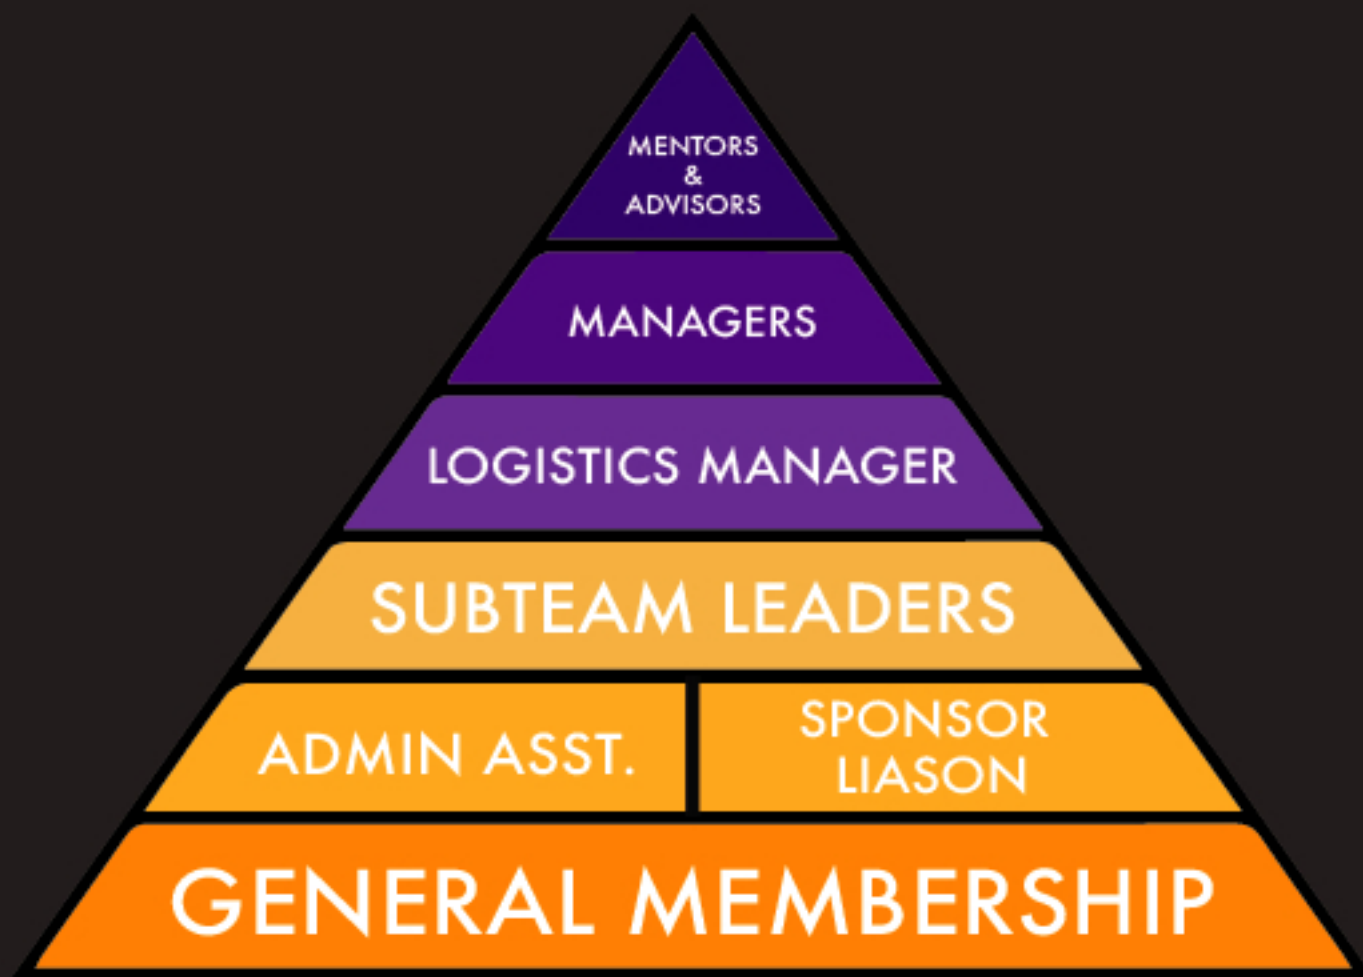 MENTORS
&
ADVISORS
MANAGERS
LOGISTICS MANAGER
SUBTEAM LEADERS
ADMIN ASST.
SPONSOR
LIASON
GENERAL MEMBERSHIP